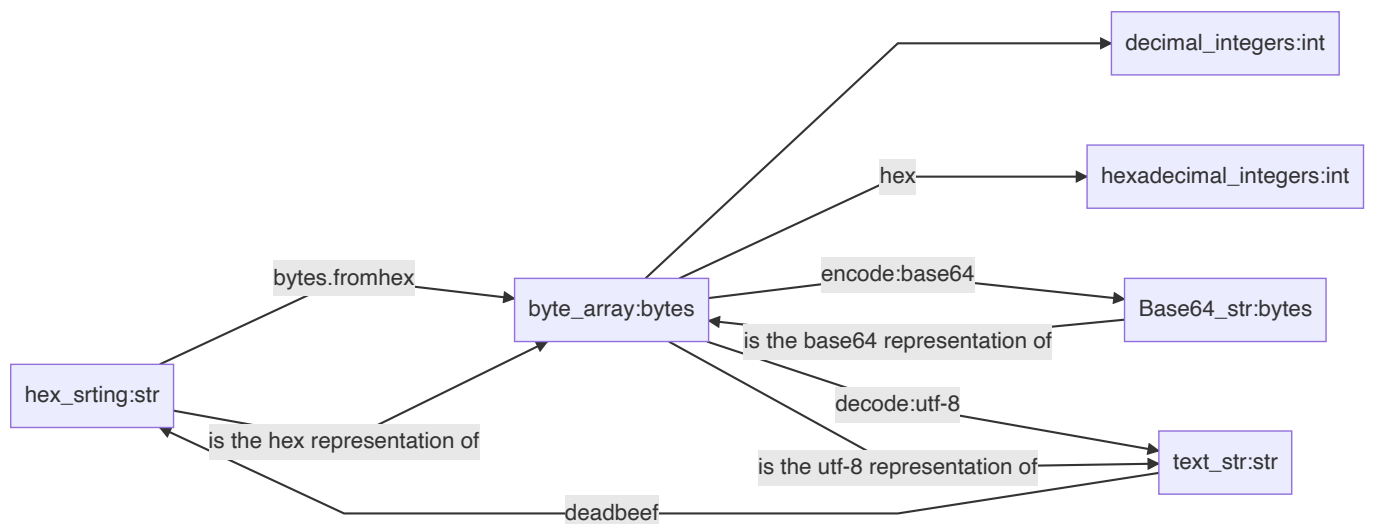 decimal_integers:int
hex
hexadecimal_integers:int
bytes.fromhex
encode:base64
byte_array:bytes
Base64_str:bytes
is the base64 representation of
hex_srting:str
decode:utf-8
is the hex representation of
is the utf-8 representation of
text_str:str
deadbeef